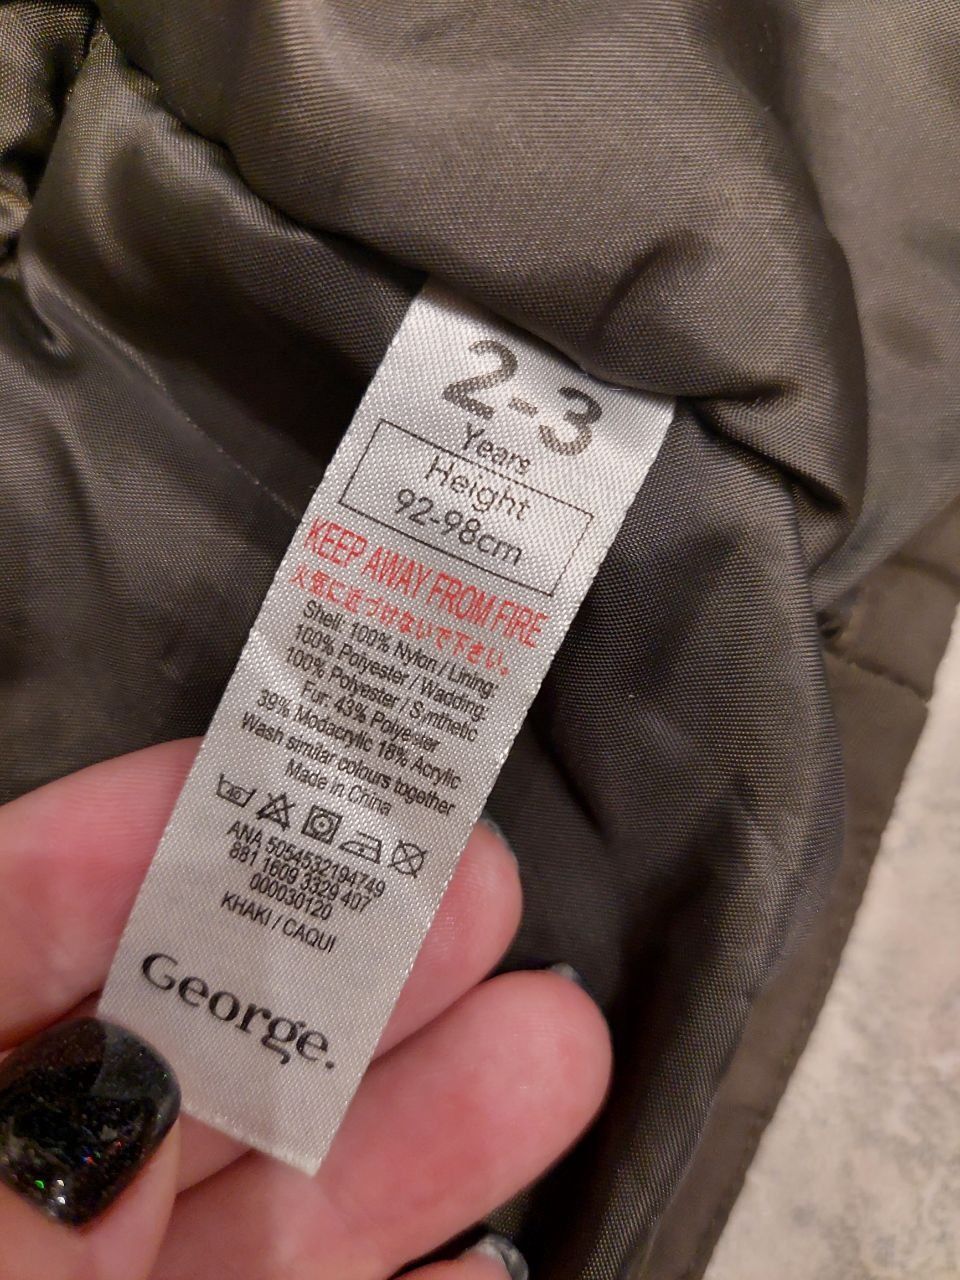 2-3
Years
Height
92-98cm
KEEP AWAY FROM FIRE
火気に近づけないで下さい。
Shell: 100% Nylon / Lining:
100% Polyester / Wadding:
100% Polyester / Synthetic
Fur: 43% Polyester
39% Modacrylic 18% Acrylic
Wash similar colours together
Made in China
ANA 5054532194749
881 1609 3329 407
000030120
KHAKI / CAQUI
George.